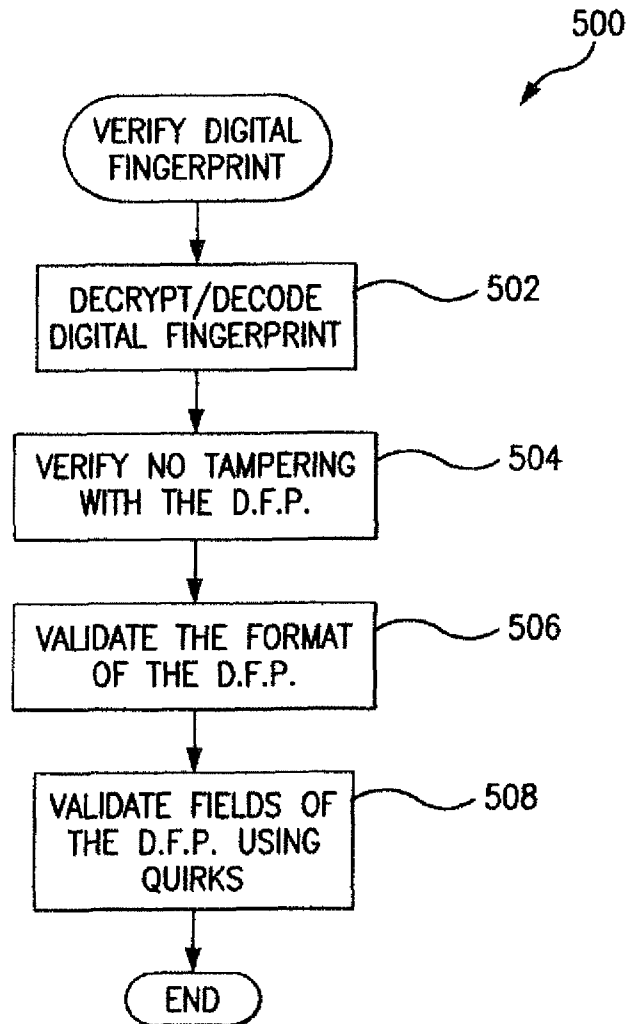 500
VERIFY DIGITAL
FINGERPRINT
DECRYPT/DECODE
DIGITAL FINGERPRINT
502
VERIFY NO TAMPERING
WITH THE D.F.P.
504
VALIDATE THE FORMAT
OF THE D.F.P.
506
VALIDATE FIELDS OF
THE D.F.P. USING
QUIRKS
508
END